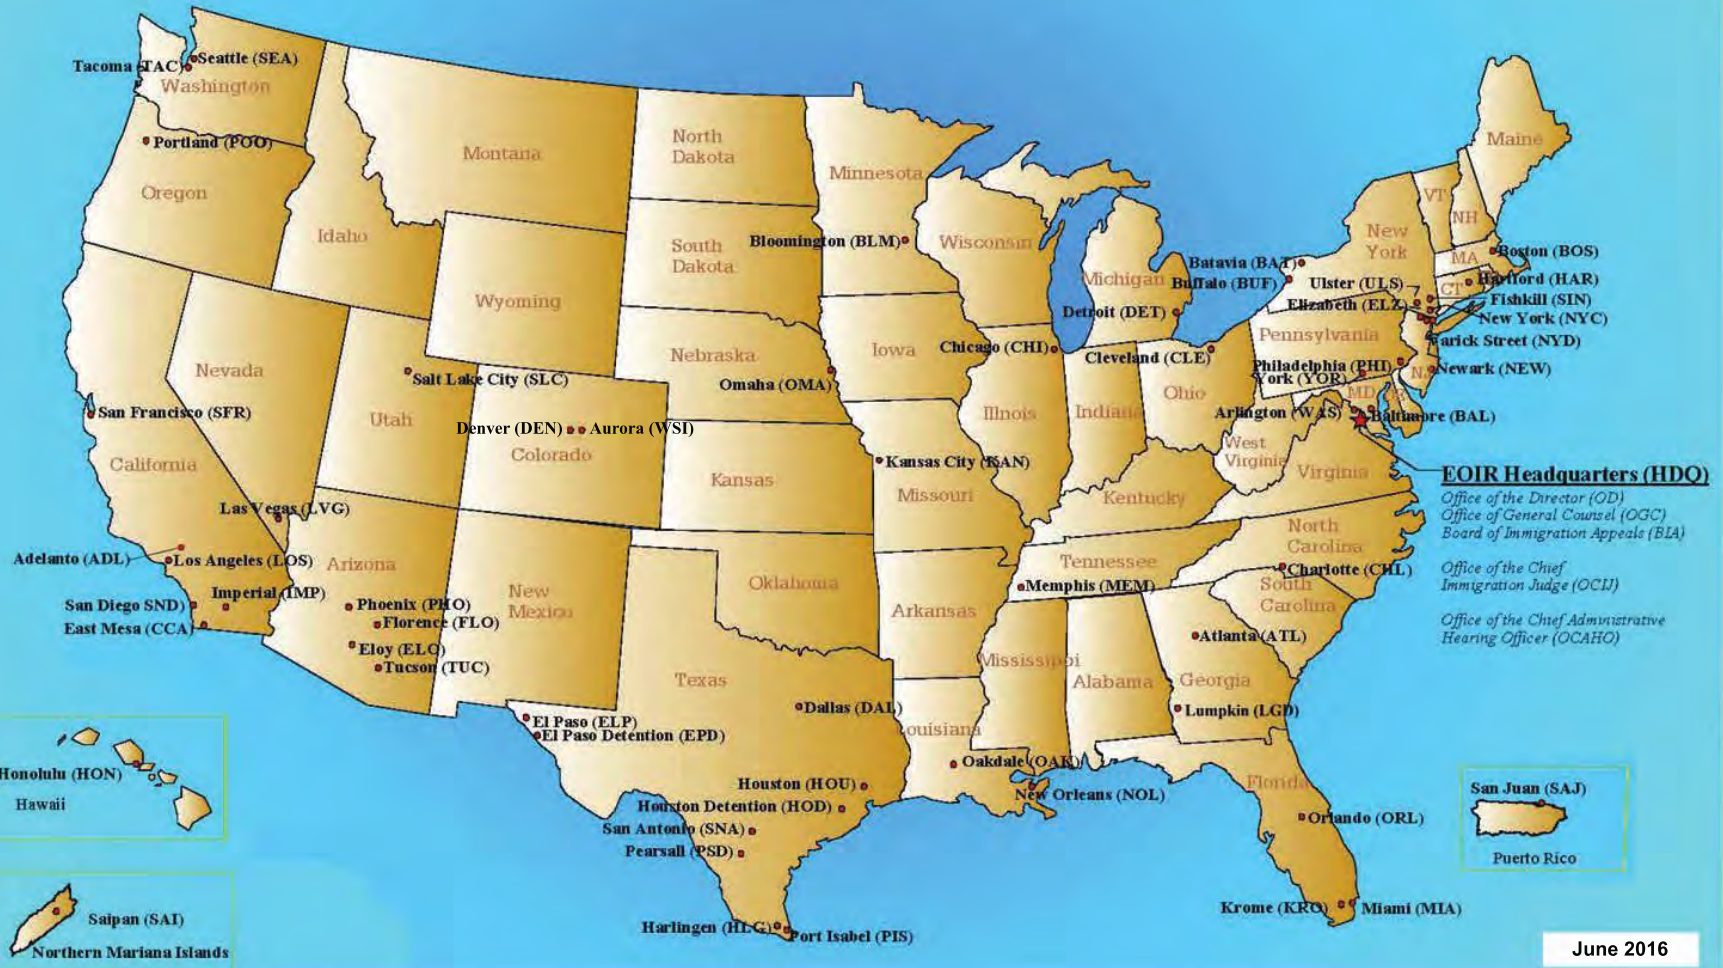 Seattle (SEA)
Tacoma (TAC)
Washington
Portland (POO)
Oregon
Idaho
Montana
North
Dakota
Minnesota
South
Dakota
Bloomington (BLM)
Wisconsin
Michigan
Wyoming
Nebraska
Iowa
Omaha (OMA)
Chicago (CHI)
Detroit (DET)
Cleveland (CLE)
Batavia (BAT)
Buffalo (BUF)
Maine
VT
NH
New
York
MA
CT
Boston (BOS)
Hartford (HAR)
Ulster (ULS)
Fishkill (SIN)
Elizabeth (ELZ)
New York (NYC)
Varick Street (NYD)
Pennsylvania
Philadelphia (PHI)
York (YOR)
NJ
Newark (NEW)
MD
Arlington (WAS)
Baltimore (BAL)
Nevada
Salt Lake City (SLC)
Utah
San Francisco (SFR)
California
Denver (DEN)
Aurora (WSI)
Colorado
Kansas
Kansas City (KAN)
Missouri
Illnois
Indiana
Ohio
West
Virginia
Virginia
Kentucky
EOIR Headquarters (HDQ)
Office of the Director (OD)
Office of General Counsel (OGC)
Board of Immigration Appeals (BIA)
Office of the Chief
Immigration Judge (OCIJ)
Office of the Chief Administrative
Hearing Officer (OCAHO)
Las Vegas (LVG)
Adelanto (ADL)
Los Angeles (LOS)
Imperial (IMP)
San Diego SND)
East Mesa (CCA)
Arizona
Phoenix (PHO)
Florence (FLO)
Eloy (ELO)
Tucson (TUC)
New
Mexico
Oklahoma
Arkansas
Tennessee
Memphis (MEM)
North
Carolina
Charlotte (CHL)
South
Carolina
Atlanta (ATL)
Mississippi
Alabama
Georgia
Lumpkin (LGD)
Texas
Dallas (DAL)
El Paso (ELP)
El Paso Detention (EPD)
Louisiana
Oakdale (OAK)
New Orleans (NOL)
Houston (HOU)
Houston Detention (HOD)
San Antonio (SNA)
Pearsall (PSD)
Harlingen (HLG)
Port Isabel (PIS)
Florida
Orlando (ORL)
Krome (KRO)
Miami (MIA)
Honolulu (HON)
Hawaii
Saipan (SAI)
Northern Mariana Islands
San Juan (SAJ)
Puerto Rico
June 2016